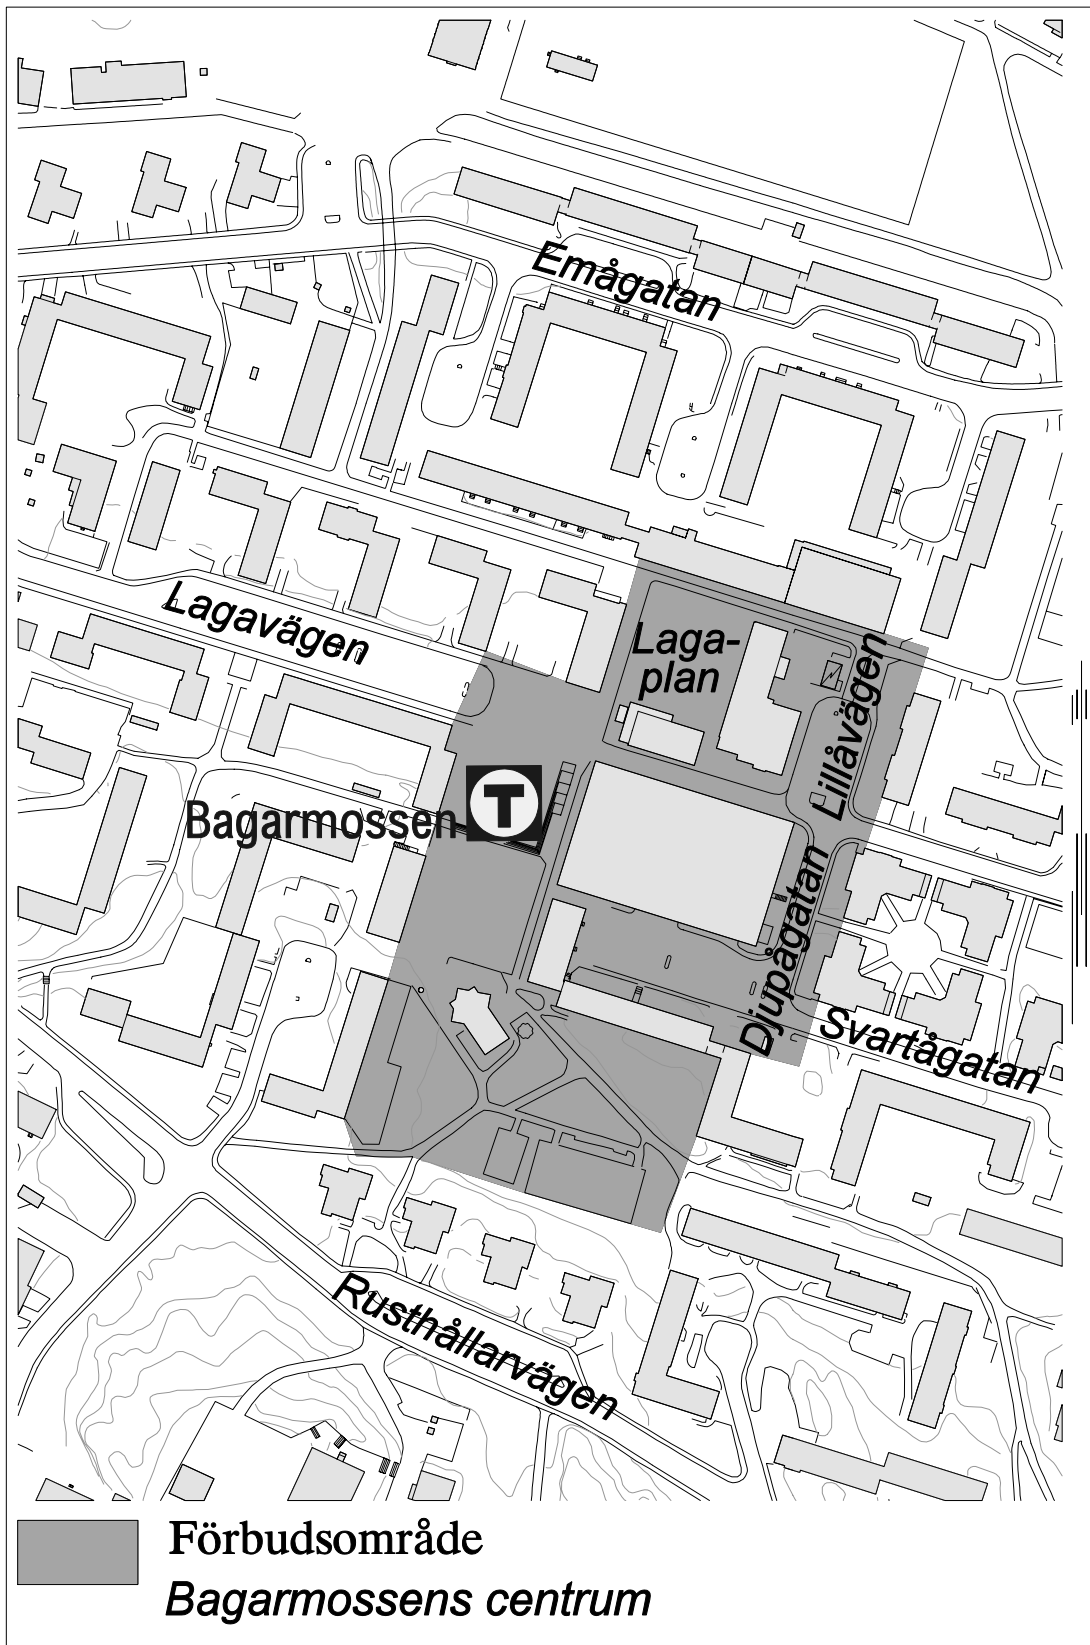 Emågatan
Lagavägen
Laga-
plan
Lillåvägen
Bagarmossen T
Djupågatan
Svartågatan
Rusthållarvägen
Förbudsområde
Bagarmossens centrum